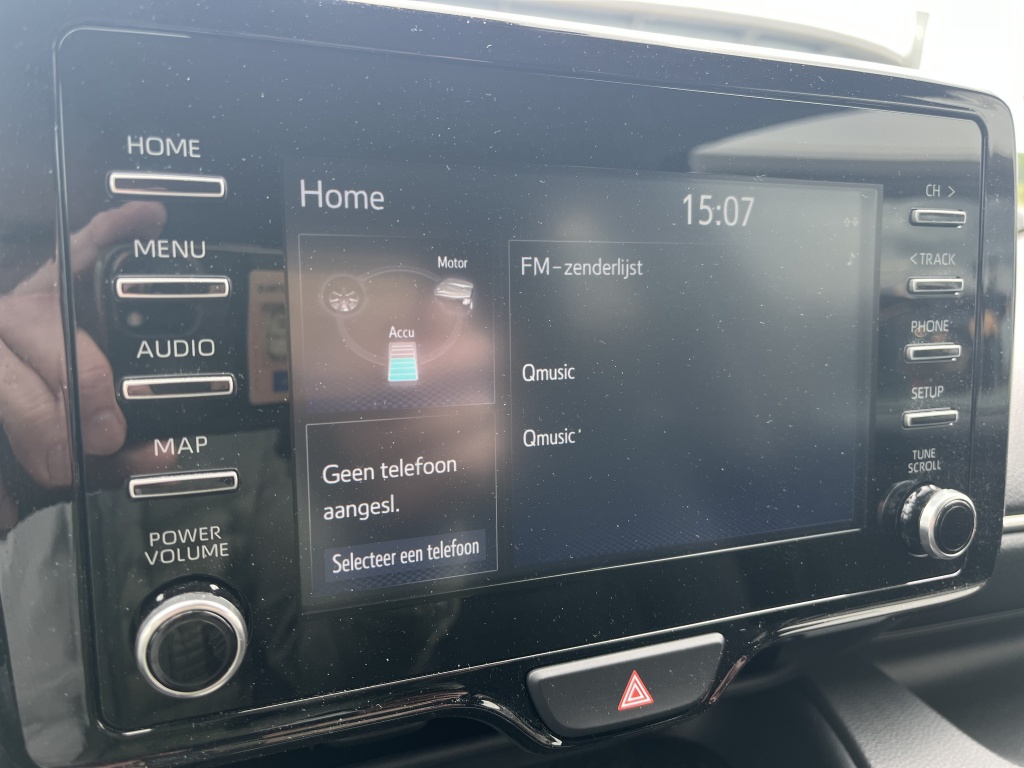 HOME
MENU
AUDIO
MAP
POWER
VOLUME
Home
15:07
Motor
Accu
Geen telefoon
aangesl.
Selecteer een telefoon
FM-zenderlijst
Qmusic
Qmusic'
CH >
< TRACK
PHONE
SETUP
TUNE
SCROLL